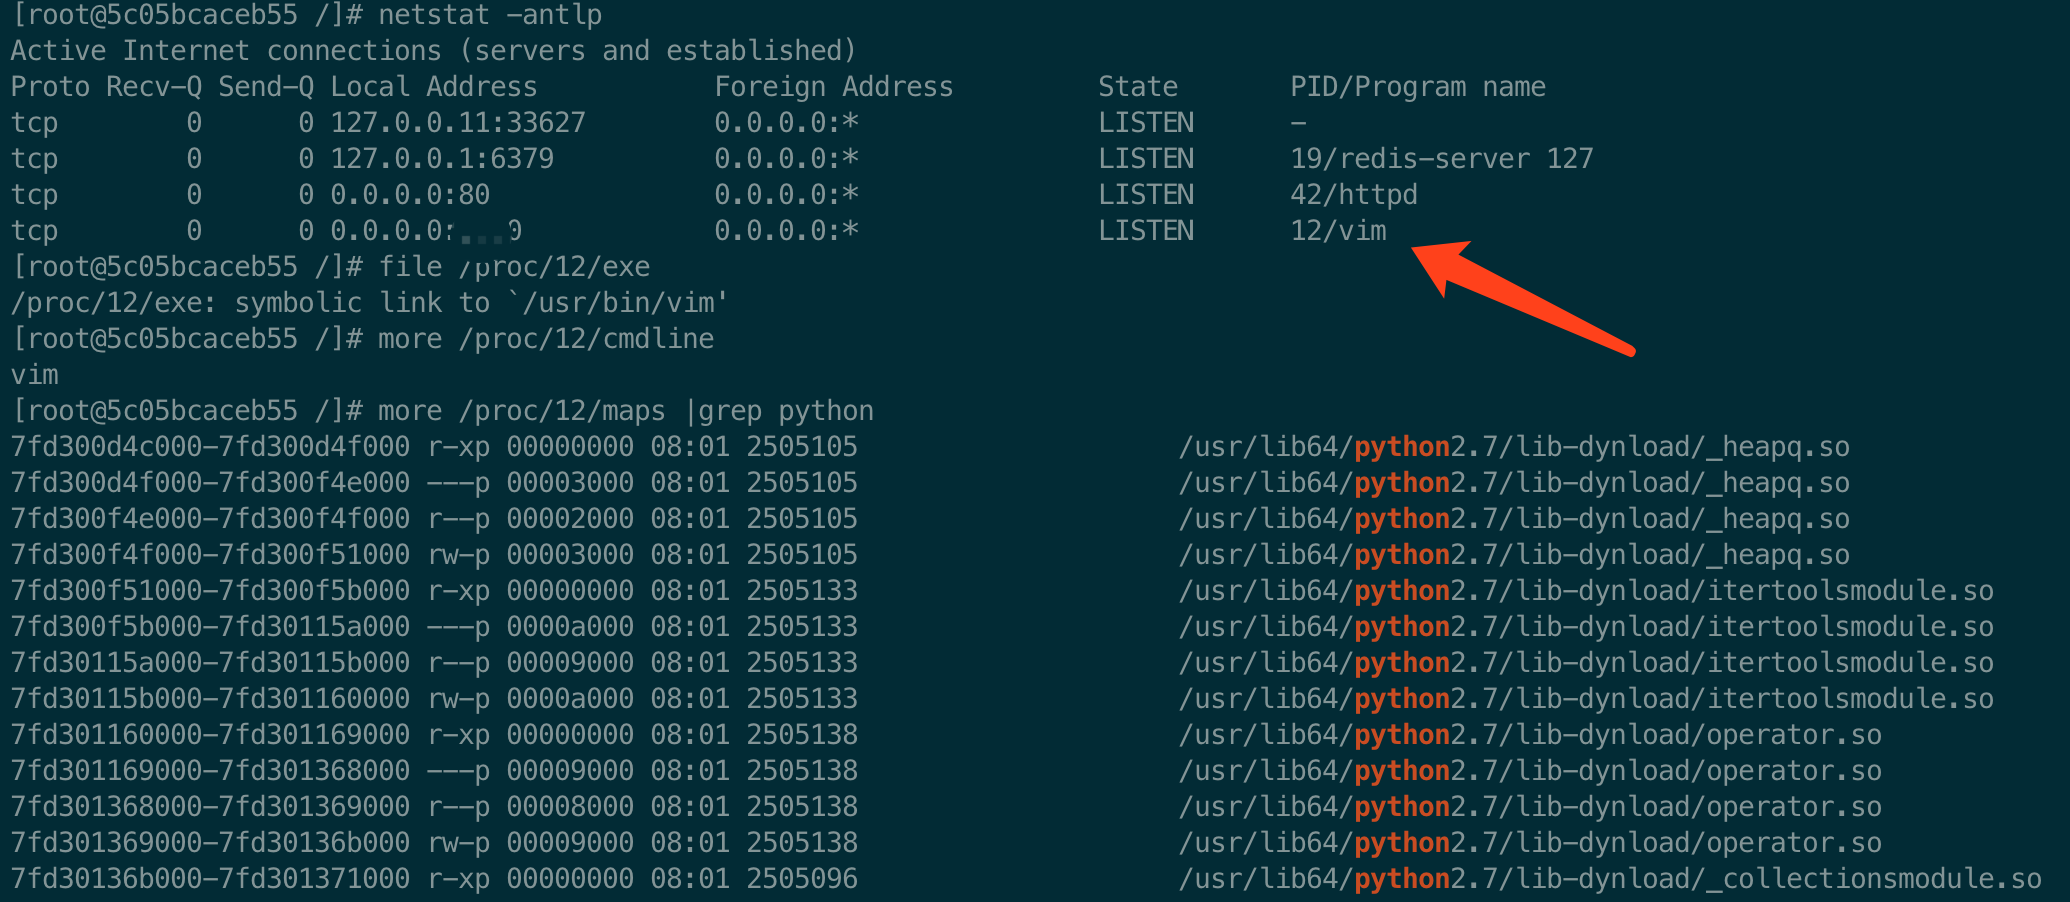 [root@5c05bcaceb55 /]# netstat -antlp
Active Internet connections (servers and established)
Proto Recv-Q Send-Q Local Address           Foreign Address         State       PID/Program name
tcp        0      0 127.0.0.11:33627        0.0.0.0:*               LISTEN      -
tcp        0      0 127.0.0.1:6379          0.0.0.0:*               LISTEN      19/redis-server 127
tcp        0      0 0.0.0.0:80              0.0.0.0:*               LISTEN      42/httpd
tcp        0      0 0.0.0.0:                0.0.0.0:*               LISTEN      12/vim
[root@5c05bcaceb55 /]# file /proc/12/exe
/proc/12/exe: symbolic link to `/usr/bin/vim'
[root@5c05bcaceb55 /]# more /proc/12/cmdline
vim
[root@5c05bcaceb55 /]# more /proc/12/maps |grep python
7fd300d4c000-7fd300d4f000 r-xp 00000000 08:01 2505105                    /usr/lib64/python2.7/lib-dynload/_heapq.so
7fd300d4f000-7fd300f4e000 ---p 00003000 08:01 2505105                    /usr/lib64/python2.7/lib-dynload/_heapq.so
7fd300f4e000-7fd300f4f000 r--p 00002000 08:01 2505105                    /usr/lib64/python2.7/lib-dynload/_heapq.so
7fd300f4f000-7fd300f51000 rw-p 00003000 08:01 2505105                    /usr/lib64/python2.7/lib-dynload/_heapq.so
7fd300f51000-7fd300f5b000 r-xp 00000000 08:01 2505133                    /usr/lib64/python2.7/lib-dynload/itertoolsmodule.so
7fd300f5b000-7fd30115a000 ---p 0000a000 08:01 2505133                    /usr/lib64/python2.7/lib-dynload/itertoolsmodule.so
7fd30115a000-7fd30115b000 r--p 00009000 08:01 2505133                    /usr/lib64/python2.7/lib-dynload/itertoolsmodule.so
7fd30115b000-7fd301160000 rw-p 0000a000 08:01 2505133                    /usr/lib64/python2.7/lib-dynload/itertoolsmodule.so
7fd301160000-7fd301169000 r-xp 00000000 08:01 2505138                    /usr/lib64/python2.7/lib-dynload/operator.so
7fd301169000-7fd301368000 ---p 00009000 08:01 2505138                    /usr/lib64/python2.7/lib-dynload/operator.so
7fd301368000-7fd301369000 r--p 00008000 08:01 2505138                    /usr/lib64/python2.7/lib-dynload/operator.so
7fd301369000-7fd30136b000 rw-p 00009000 08:01 2505138                    /usr/lib64/python2.7/lib-dynload/operator.so
7fd30136b000-7fd301371000 r-xp 00000000 08:01 2505096                    /usr/lib64/python2.7/lib-dynload/_collectionsmodule.so